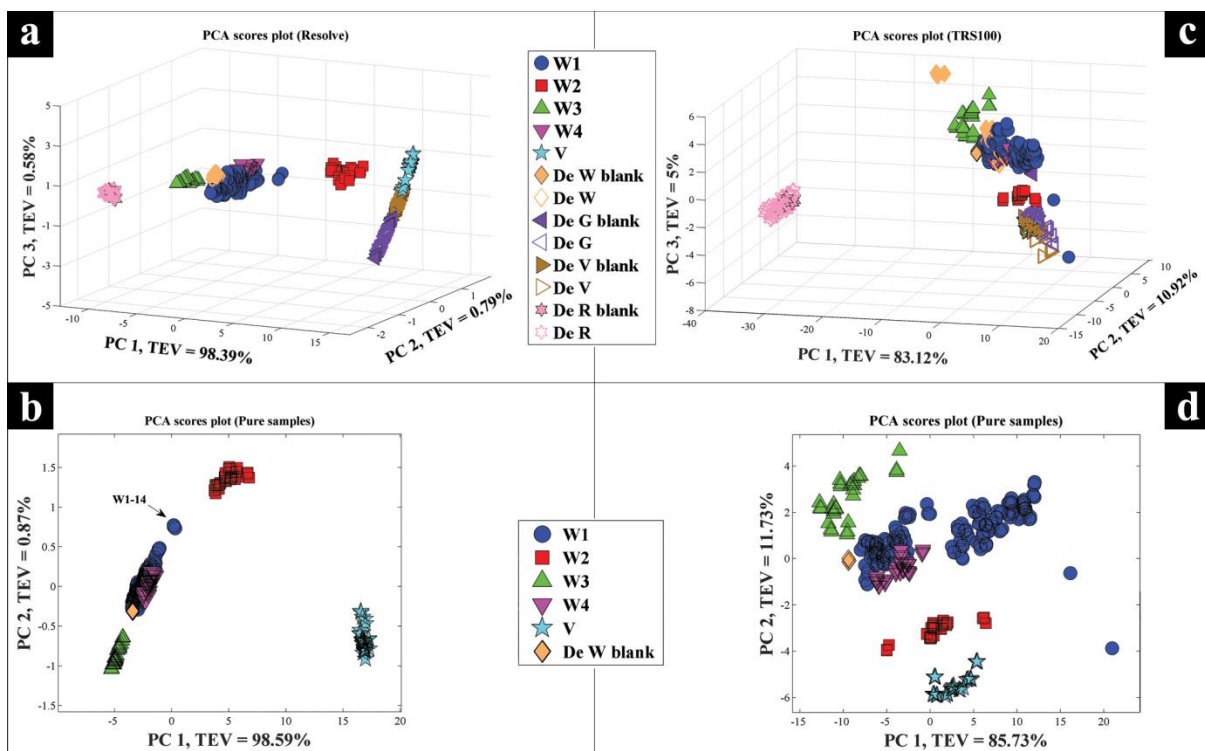 a
PCA scores plot (Resolve)
PC 3, TEV = 0.58%
5
3
1
-1
-3
-5
-10
-5
0
5
10
15
PC 1, TEV = 98.39%
-2
-1
0
1
PC 2, TEV = 0.79%
W1
W2
W3
W4
V
De W blank
De W
De G blank
De G
De V blank
De V
De R blank
De R
c
PCA scores plot (TRS100)
PC 3, TEV = 5%
6
4
2
0
-2
-4
-6
-8
-40
-30
-20
-10
0
10
20
PC 1, TEV = 83.12%
-15
-10
-5
0
5
10
PC 2, TEV = 10.92%
b
PCA scores plot (Pure samples)
W1-14
PC 2, TEV = 0.87%
1.5
1
0.5
0
-0.5
-1
-1.5
-5
0
5
10
15
20
PC 1, TEV = 98.59%
W1
W2
W3
W4
V
De W blank
d
PCA scores plot (Pure samples)
PC 2, TEV = 11.73%
4
2
0
-2
-4
-6
-15
-10
-5
0
5
10
15
20
PC 1, TEV = 85.73%